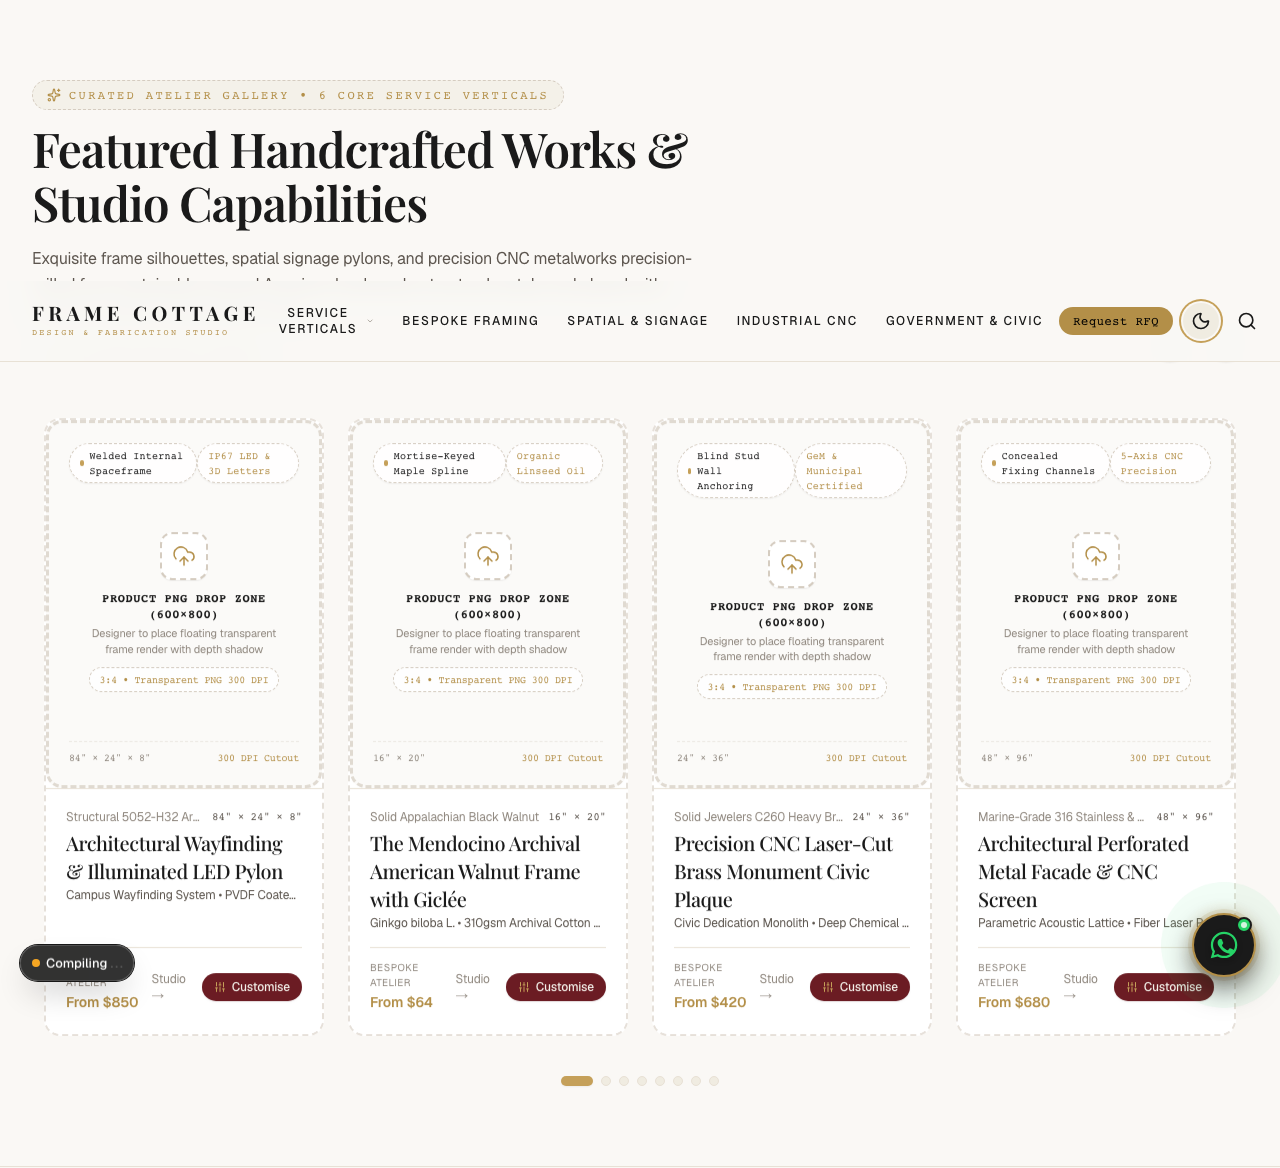 CURATED ATELIER GALLERY • 6 CORE SERVICE VERTICALS
Featured Handcrafted Works &
Studio Capabilities
Exquisite frame silhouettes, spatial signage pylons, and precision CNC metalworks precision-
FRAME COTTAGE
DESIGN & FABRICATION STUDIO
SERVICE
VERTICALS
BESPOKE FRAMING
SPATIAL & SIGNAGE
INDUSTRIAL CNC
GOVERNMENT & CIVIC
Request RFQ
Welded Internal
Spaceframe
IP67 LED &
3D Letters
PRODUCT PNG DROP ZONE
(600×800)
Designer to place floating transparent
frame render with depth shadow
3:4 • Transparent PNG 300 DPI
84" × 24" × 8"
300 DPI Cutout
Structural 5052-H32 Ar...
84" × 24" × 8"
Architectural Wayfinding
& Illuminated LED Pylon
Campus Wayfinding System • PVDF Coate...
Compiling ...
ATELIER
From $850
Studio
→
Customise
Mortise-Keyed
Maple Spline
Organic
Linseed Oil
PRODUCT PNG DROP ZONE
(600×800)
Designer to place floating transparent
frame render with depth shadow
3:4 • Transparent PNG 300 DPI
16" × 20"
300 DPI Cutout
Solid Appalachian Black Walnut
16" × 20"
The Mendocino Archival
American Walnut Frame
with Giclée
Ginkgo biloba L. • 310gsm Archival Cotton ...
BESPOKE
ATELIER
From $64
Studio
→
Customise
Blind Stud
Wall
Anchoring
GeM &
Municipal
Certified
PRODUCT PNG DROP ZONE
(600×800)
Designer to place floating transparent
frame render with depth shadow
3:4 • Transparent PNG 300 DPI
24" × 36"
300 DPI Cutout
Solid Jewelers C260 Heavy Br...
24" × 36"
Precision CNC Laser-Cut
Brass Monument Civic
Plaque
Civic Dedication Monolith • Deep Chemical ...
BESPOKE
ATELIER
From $420
Studio
→
Customise
Concealed
Fixing Channels
5-Axis CNC
Precision
PRODUCT PNG DROP ZONE
(600×800)
Designer to place floating transparent
frame render with depth shadow
3:4 • Transparent PNG 300 DPI
48" × 96"
300 DPI Cutout
Marine-Grade 316 Stainless & ...
48" × 96"
Architectural Perforated
Metal Facade & CNC
Screen
Parametric Acoustic Lattice • Fiber Laser
BESPOKE
ATELIER
From $680
Studio
→
Customise